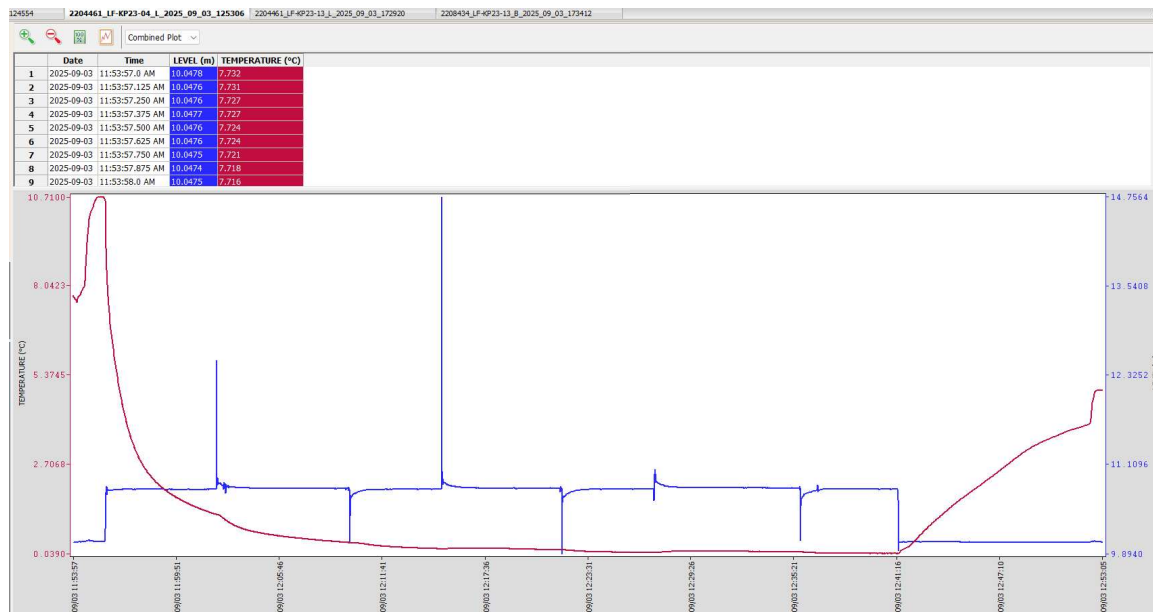 124554 2204461_LF-KP23-04_L_2025_09_03_125306 2204461_LF-KP23-13_L_2025_09_03_172920 2208434_LF-KP23-13_B_2025_09_03_173412
100 % Combined Plot
Date Time LEVEL (m) TEMPERATURE (°C)
1 2025-09-03 11:53:57.0 AM 10.0478 7.732
2 2025-09-03 11:53:57.125 AM 10.0476 7.731
3 2025-09-03 11:53:57.250 AM 10.0476 7.727
4 2025-09-03 11:53:57.375 AM 10.0477 7.727
5 2025-09-03 11:53:57.500 AM 10.0476 7.724
6 2025-09-03 11:53:57.625 AM 10.0476 7.724
7 2025-09-03 11:53:57.750 AM 10.0475 7.721
8 2025-09-03 11:53:57.875 AM 10.0474 7.718
9 2025-09-03 11:53:58.0 AM 10.0475 7.716
10.7100
8.0423
5.3745
2.7068
0.0390
TEMPERATURE (°C)
14.7564
13.5408
12.3252
11.1096
9.8940
09/03 11:53:57
09/03 11:59:51
09/03 12:05:46
09/03 12:11:41
09/03 12:17:36
09/03 12:23:31
09/03 12:29:26
09/03 12:35:21
09/03 12:41:16
09/03 12:47:10
09/03 12:53:05